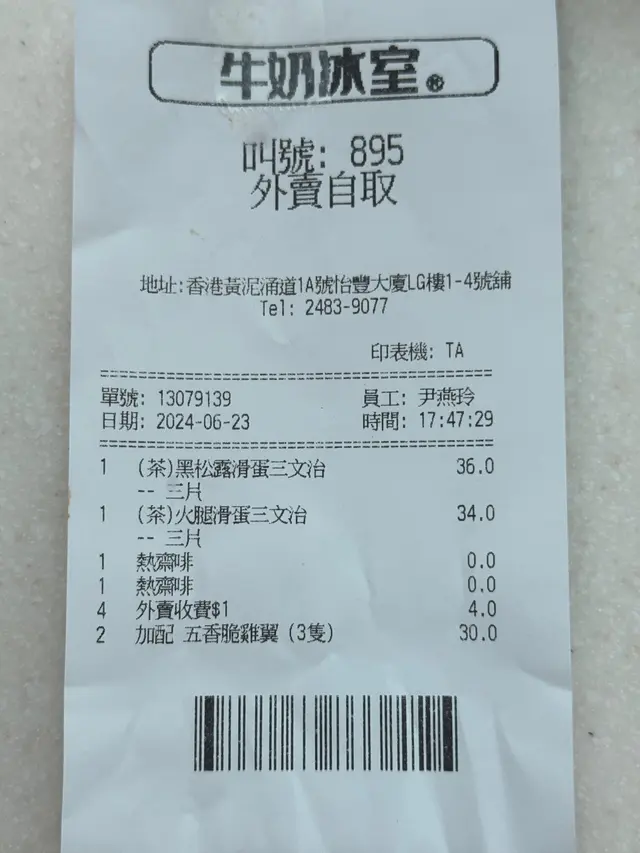 牛奶冰室®
叫號: 895
外賣自取
地址:香港黃泥涌道1A號怡豐大廈LG樓1-4號舖
Tel: 2483-9077
印表機: TA
==========================================
單號: 13079139 員工: 尹燕玲
日期: 2024-06-23 時間: 17:47:29
==========================================
1 (茶)黑松露滑蛋三文治 36.0
-- 三片
1 (茶)火腿滑蛋三文治 34.0
-- 三片
1 熱齋啡 0.0
1 熱齋啡 0.0
4 外賣收費$1 4.0
2 加配 五香脆雞翼 (3隻) 30.0